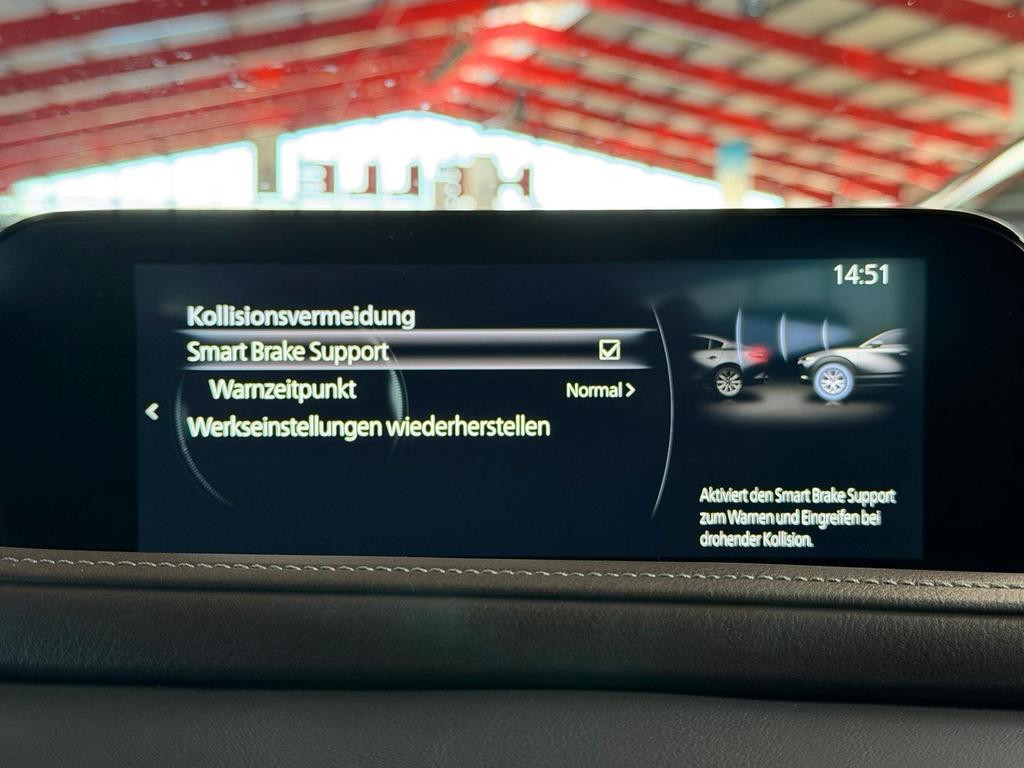 14:51
Kollisionsvermeidung
Smart Brake Support
Warnzeitpunkt Normal >
<
Werkseinstellungen wiederherstellen
Aktiviert den Smart Brake Support
zum Warnen und Eingreifen bei
drohender Kollision.